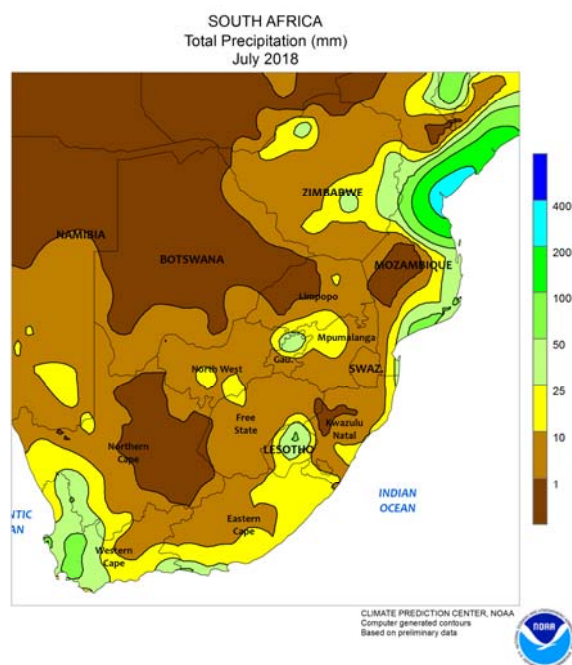 SOUTH AFRICA
Total Precipitation (mm)
July 2018
ZIMBABWE
NAMIBIA
BOTSWANA
MOZAMBIQUE
Limpopo
Mpumalanga
Gau.
North West
SWAZ.
Free
State
Kwazulu
Natal
Northern
Cape
LESOTHO
INDIAN
OCEAN
NTIC
AN
Eastern
Cape
Western
Cape
400
200
100
50
25
10
1
CLIMATE PREDICTION CENTER, NOAA
Computer generated contours
Based on preliminary data
NOAA